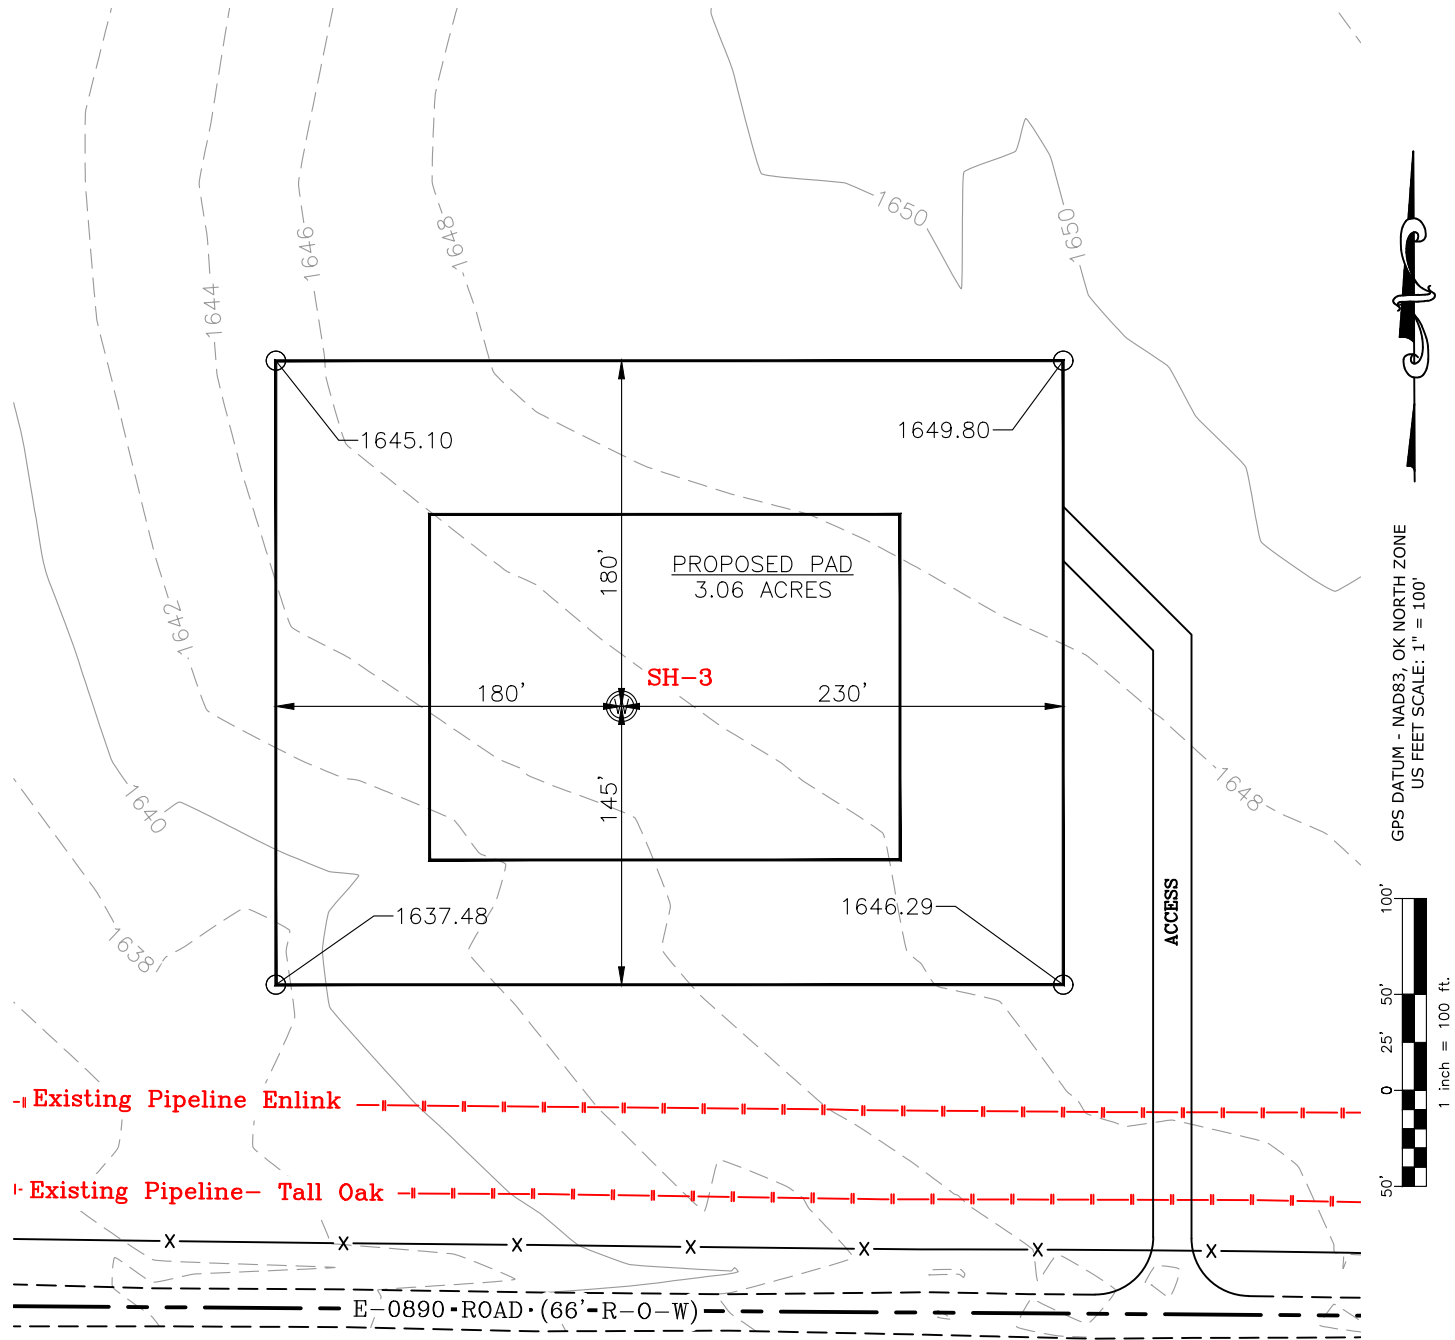 1650
1650
1648
1646
1644
1645.10
1649.80
PROPOSED PAD
3.06 ACRES
180'
1642
SH-3
180'
230'
W
145'
1648
1640
1638
1637.48
1646.29
ACCESS
Existing Pipeline Enlink
Existing Pipeline- Tall Oak
X X X X X X X
E-0890 ROAD (66' R-O-W)
GPS DATUM - NAD83, OK NORTH ZONE
US FEET SCALE: 1" = 100'
100'
50'
25'
0
50'
1 inch = 100 ft.